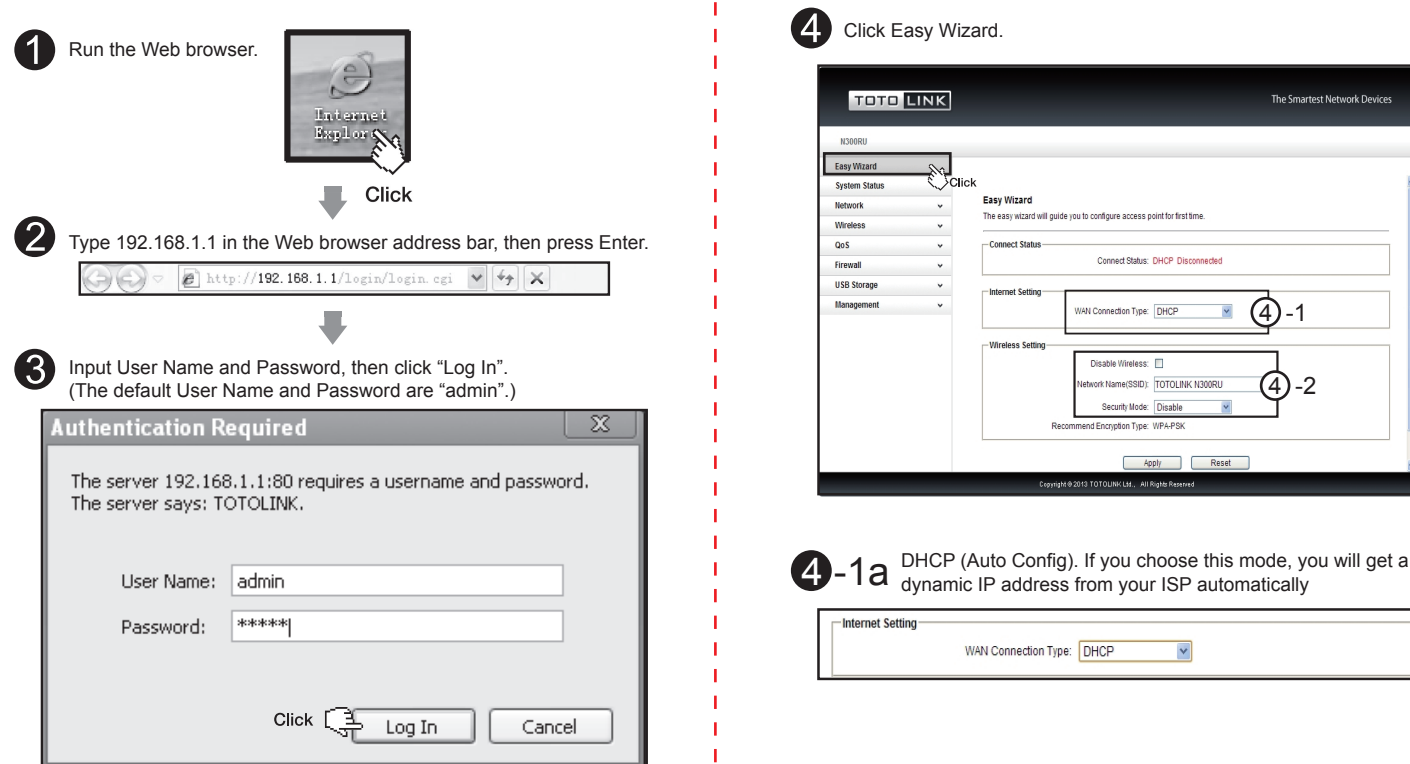 1 Run the Web browser.
Internet
Explorer
Click
2 Type 192.168.1.1 in the Web browser address bar, then press Enter.
http://192.168.1.1/login/login.cgi
3 Input User Name and Password, then click “Log In”.
(The default User Name and Password are “admin”.)
Authentication Required
The server 192.168.1.1:80 requires a username and password.
The server says: TOTOLINK.
User Name: admin
Password: *****
Click Log In Cancel
4 Click Easy Wizard.
TOTO LINK The Smartest Network Devices
N300RU
Easy Wizard
Click
System Status
Network
Wireless
QoS
Firewall
USB Storage
Management
Easy Wizard
The easy wizard will guide you to configure access point for first time.
Connect Status
Connect Status: DHCP Disconnected
Internet Setting
WAN Connection Type: DHCP
4 -1
Wireless Setting
Disable Wireless:
Network Name(SSID): TOTOLINK N300RU
4 -2
Security Mode: Disable
Recommend Encryption Type: WPA-PSK
Apply Reset
Copyright © 2013 TOTOLINK Ltd., All Rights Reserved
4 -1a DHCP (Auto Config). If you choose this mode, you will get a
dynamic IP address from your ISP automatically
Internet Setting
WAN Connection Type: DHCP